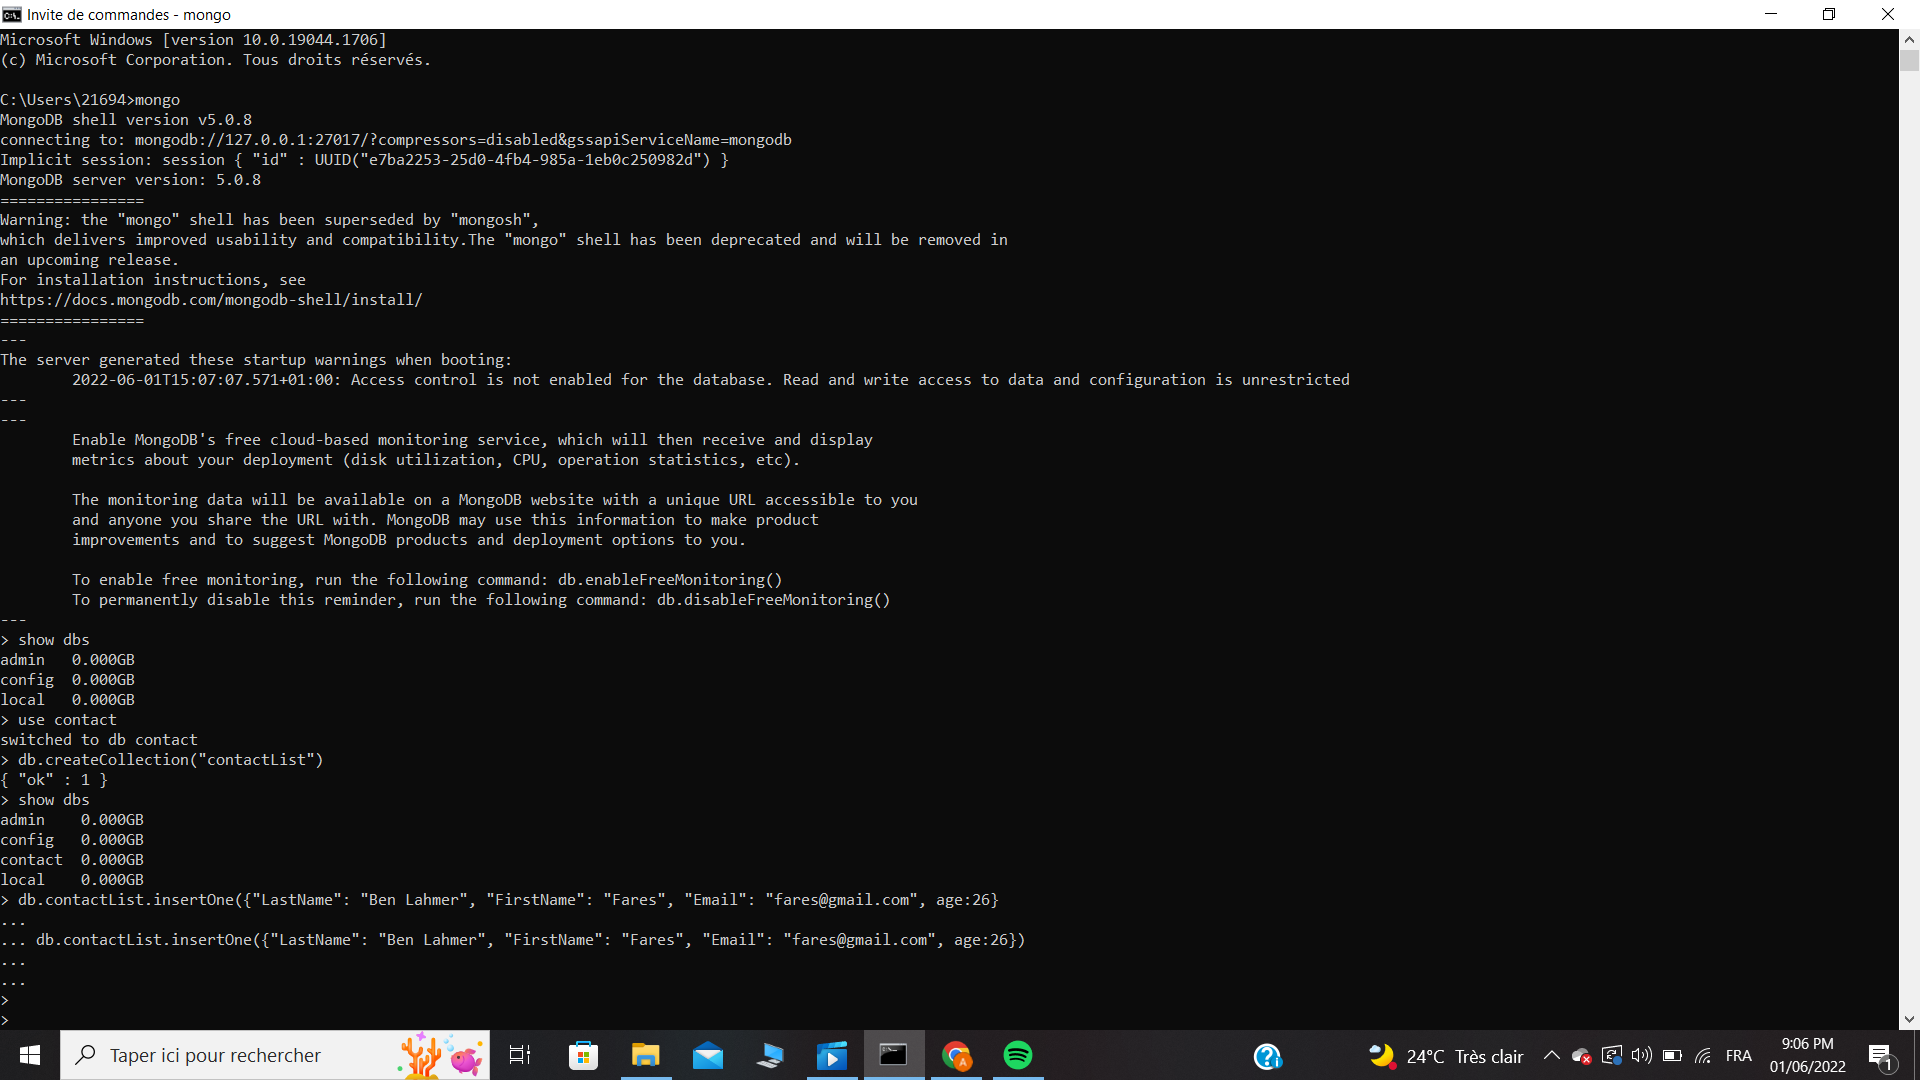 Invite de commandes - mongo
Microsoft Windows [version 10.0.19044.1706]
(c) Microsoft Corporation. Tous droits réservés.
C:\Users\21694>mongo
MongoDB shell version v5.0.8
connecting to: mongodb://127.0.0.1:27017/?compressors=disabled&gssapiServiceName=mongodb
Implicit session: session { "id" : UUID("e7ba2253-25d0-4fb4-985a-1eb0c250982d") }
MongoDB server version: 5.0.8
================
Warning: the "mongo" shell has been superseded by "mongosh",
which delivers improved usability and compatibility.The "mongo" shell has been deprecated and will be removed in
an upcoming release.
For installation instructions, see
https://docs.mongodb.com/mongodb-shell/install/
================
---
The server generated these startup warnings when booting:
        2022-06-01T15:07:07.571+01:00: Access control is not enabled for the database. Read and write access to data and configuration is unrestricted
---
---
        Enable MongoDB's free cloud-based monitoring service, which will then receive and display
        metrics about your deployment (disk utilization, CPU, operation statistics, etc).
        The monitoring data will be available on a MongoDB website with a unique URL accessible to you
        and anyone you share the URL with. MongoDB may use this information to make product
        improvements and to suggest MongoDB products and deployment options to you.
        To enable free monitoring, run the following command: db.enableFreeMonitoring()
        To permanently disable this reminder, run the following command: db.disableFreeMonitoring()
---
> show dbs
admin   0.000GB
config  0.000GB
local   0.000GB
> use contact
switched to db contact
> db.createCollection("contactList")
{ "ok" : 1 }
> show dbs
admin    0.000GB
config   0.000GB
contact  0.000GB
local    0.000GB
> db.contactList.insertOne({"LastName": "Ben Lahmer", "FirstName": "Fares", "Email": "fares@gmail.com", age:26}
...
... db.contactList.insertOne({"LastName": "Ben Lahmer", "FirstName": "Fares", "Email": "fares@gmail.com", age:26})
...
...
>
>
Taper ici pour rechercher
24°C Très clair
FRA
9:06 PM
01/06/2022
1